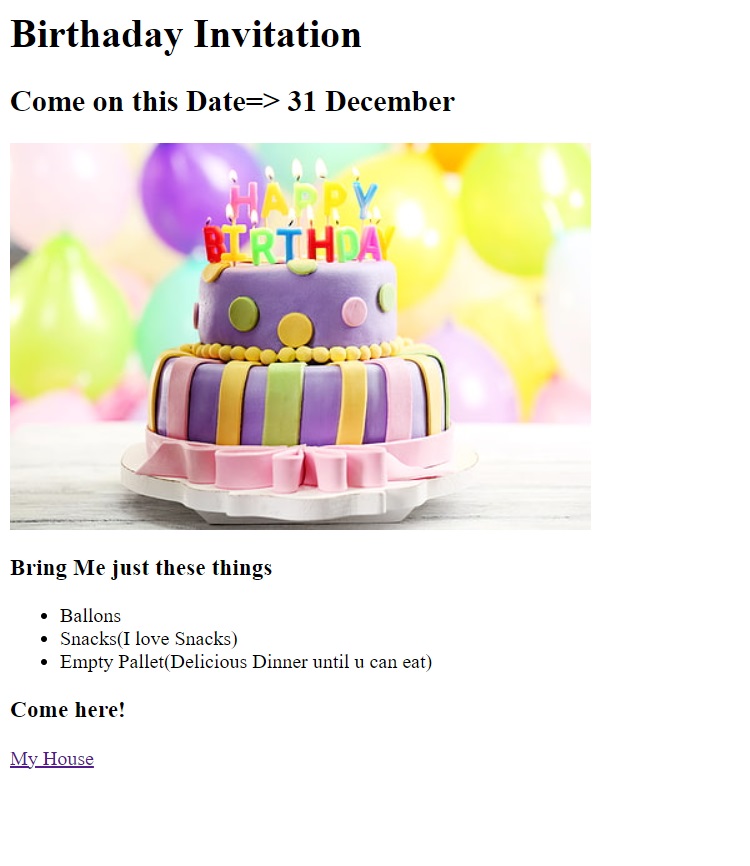 Birthaday Invitation
Come on this Date=> 31 December
HAPPY
BIRTHDAY
Bring Me just these things
Ballons
Snacks(I love Snacks)
Empty Pallet(Delicious Dinner until u can eat)
Come here!
My House